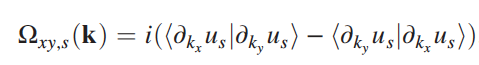 Ω_{xy,s}(𝐤) = i(⟨∂_{k_x} u_s|∂_{k_y} u_s⟩ − ⟨∂_{k_y} u_s|∂_{k_x} u_s⟩)